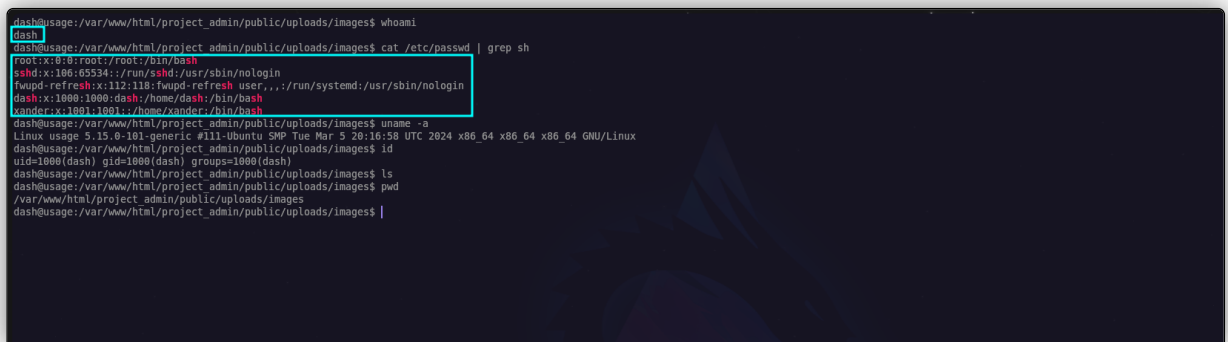 dash@usage:/var/www/html/project_admin/public/uploads/images$ whoami
dash
dash@usage:/var/www/html/project_admin/public/uploads/images$ cat /etc/passwd | grep sh
root:x:0:0:root:/root:/bin/bash
sshd:x:106:65534::/run/sshd:/usr/sbin/nologin
fwupd-refresh:x:112:118:fwupd-refresh user,,,:/run/systemd:/usr/sbin/nologin
dash:x:1000:1000:dash:/home/dash:/bin/bash
xander:x:1001:1001::/home/xander:/bin/bash
dash@usage:/var/www/html/project_admin/public/uploads/images$ uname -a
Linux usage 5.15.0-101-generic #111-Ubuntu SMP Tue Mar 5 20:16:58 UTC 2024 x86_64 x86_64 x86_64 GNU/Linux
dash@usage:/var/www/html/project_admin/public/uploads/images$ id
uid=1000(dash) gid=1000(dash) groups=1000(dash)
dash@usage:/var/www/html/project_admin/public/uploads/images$ ls
dash@usage:/var/www/html/project_admin/public/uploads/images$ pwd
/var/www/html/project_admin/public/uploads/images
dash@usage:/var/www/html/project_admin/public/uploads/images$